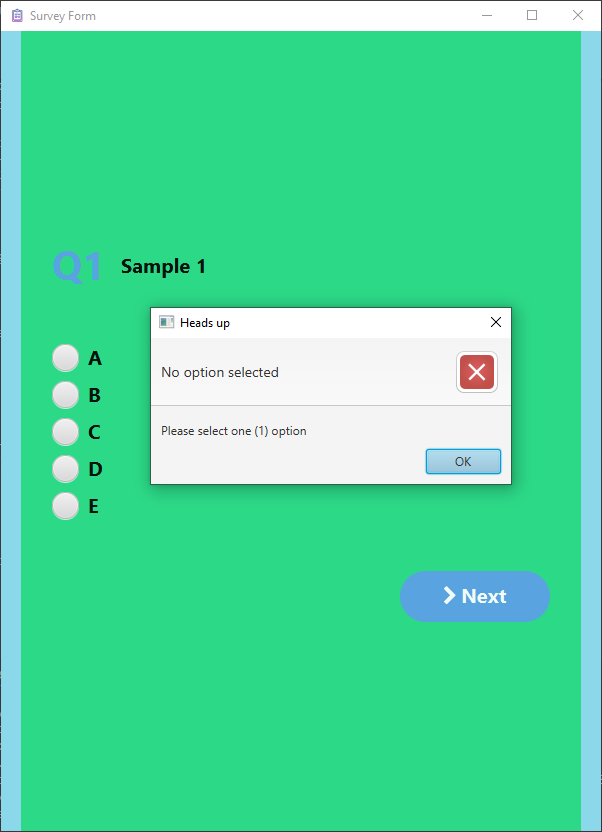 Survey Form
Q1 Sample 1
Heads up
No option selected
Please select one (1) option
OK
A
B
C
D
E
Next